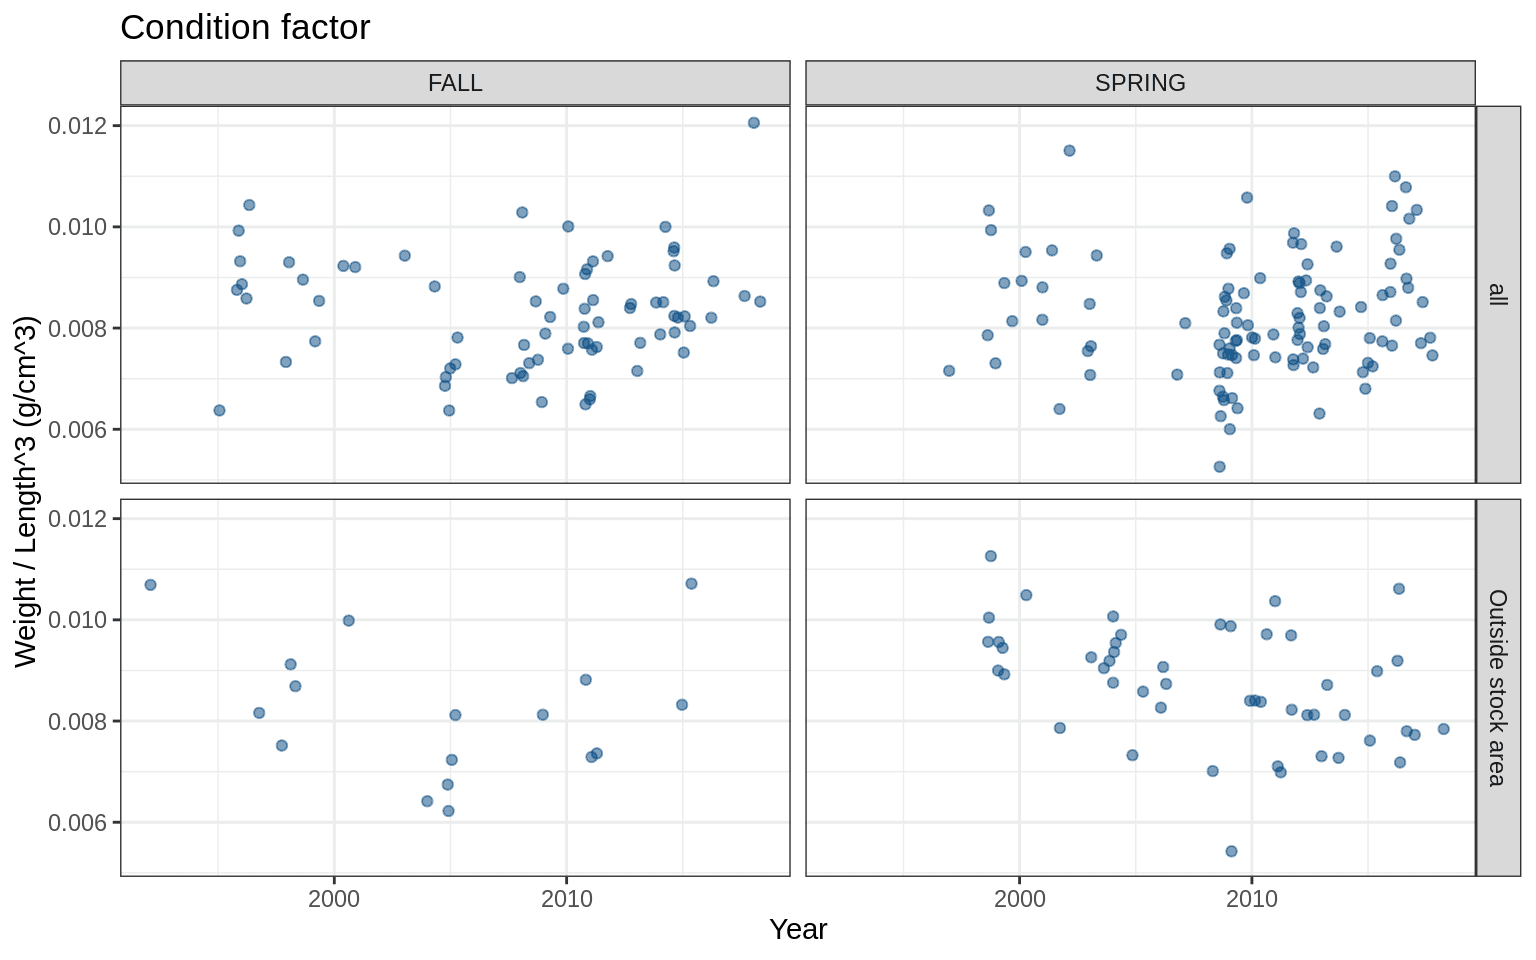 Condition factor
FALL
SPRING
0.012
0.010
0.008
0.006
all
0.012
0.010
0.008
0.006
Outside stock area
Weight / Length^3 (g/cm^3)
2000
2010
2000
2010
Year